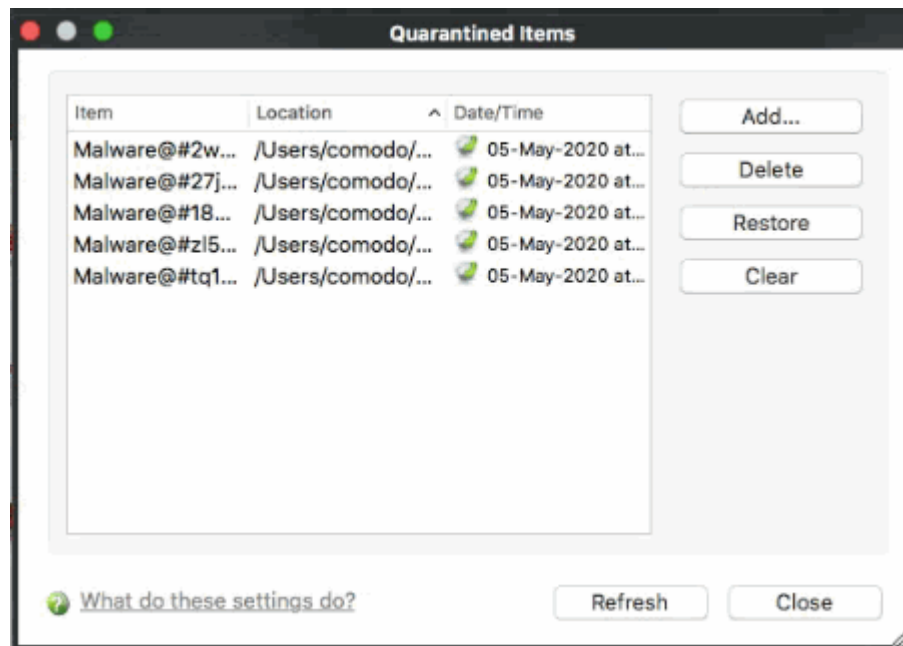 Quarantined Items
Item Location Date/Time
Malware@#2w... /Users/comodo/... 05-May-2020 at...
Malware@#27j... /Users/comodo/... 05-May-2020 at...
Malware@#18... /Users/comodo/... 05-May-2020 at...
Malware@#zl5... /Users/comodo/... 05-May-2020 at...
Malware@#tq1... /Users/comodo/... 05-May-2020 at...
Add...
Delete
Restore
Clear
What do these settings do?
Refresh
Close